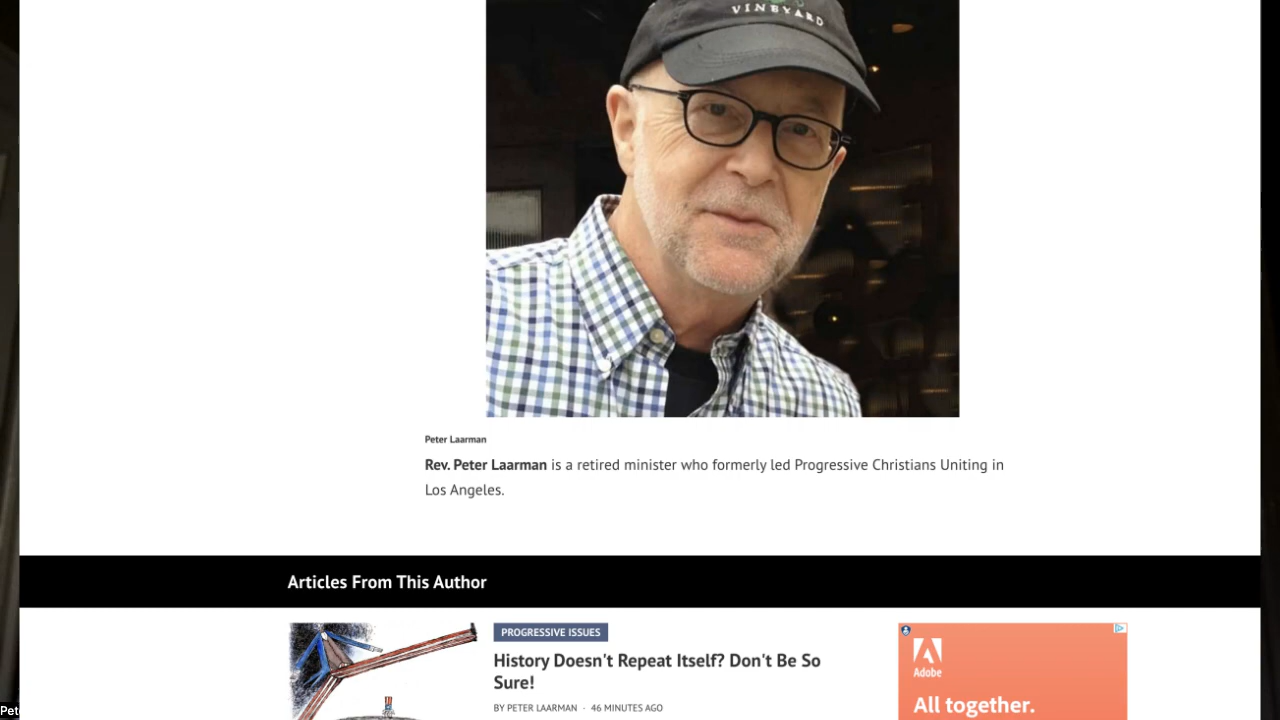 VINEYARD
Peter Laarman
Rev. Peter Laarman is a retired minister who formerly led Progressive Christians Uniting in
Los Angeles.
Articles From This Author
PROGRESSIVE ISSUES
History Doesn't Repeat Itself? Don't Be So
Sure!
BY PETER LAARMAN · 46 MINUTES AGO
Adobe
All together.
Pet